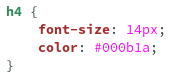 h4 {
    font-size: 14px;
    color: #000b1a;
}